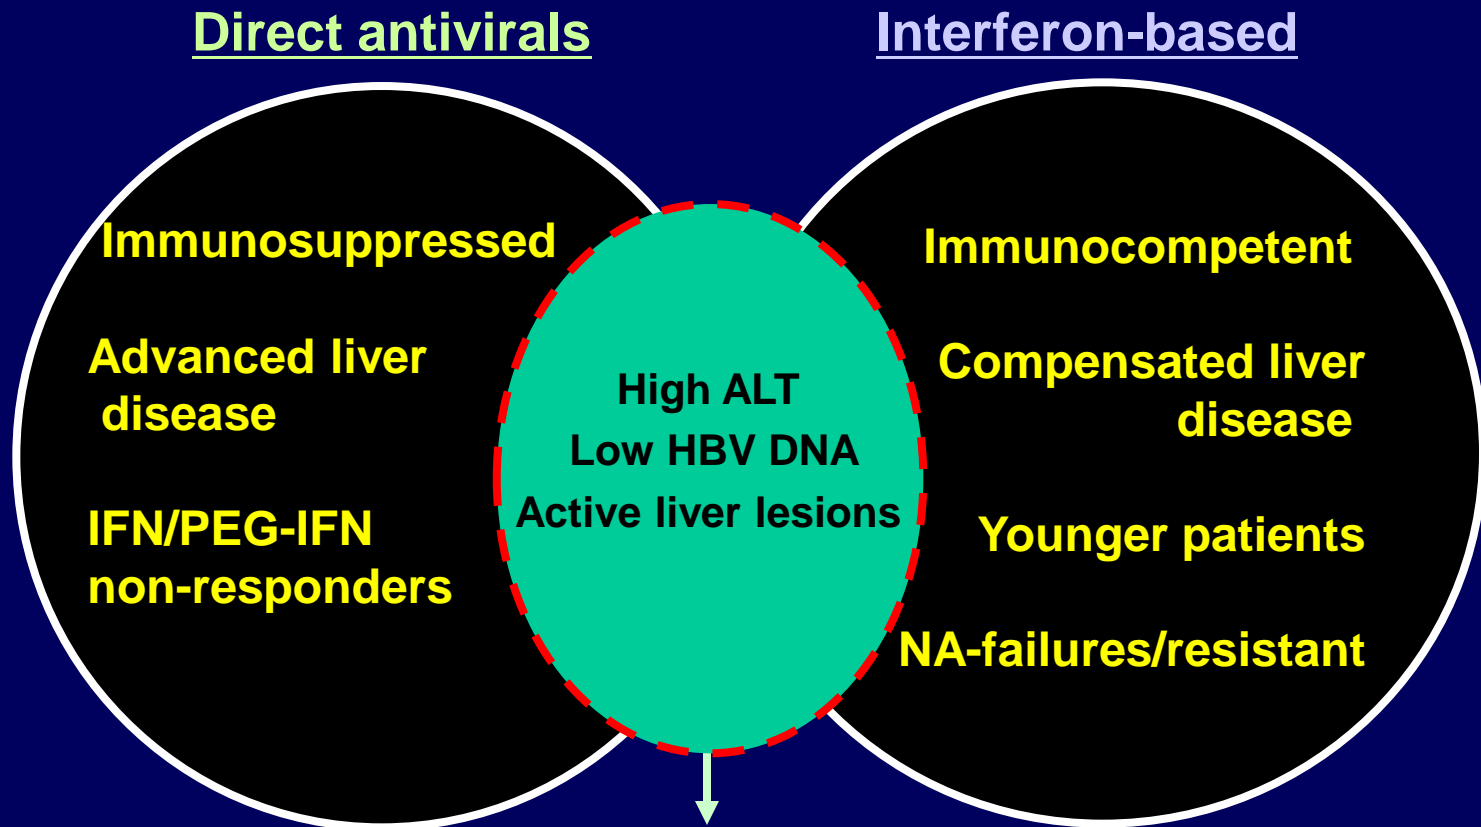 Direct antivirals
Interferon-based
Immunosuppressed
Advanced liver
disease
IFN/PEG-IFN
non-responders
High ALT
Low HBV DNA
Active liver lesions
Immunocompetent
Compensated liver
disease
Younger patients
NA-failures/resistant